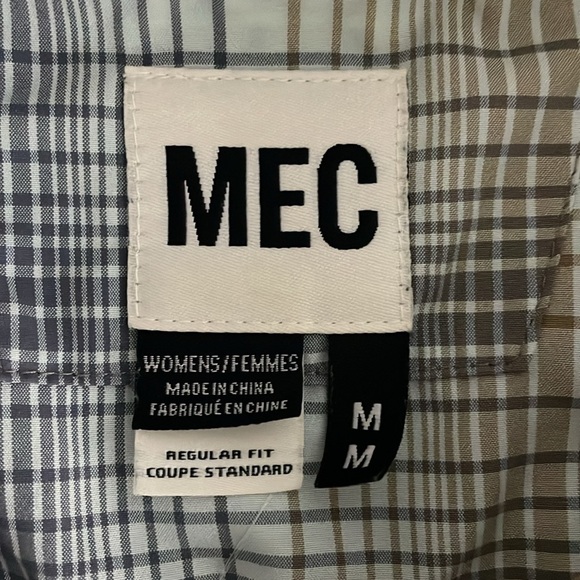 MEC
WOMENS/FEMMES
MADE IN CHINA
FABRIQUÉ EN CHINE
REGULAR FIT
COUPE STANDARD
M
M